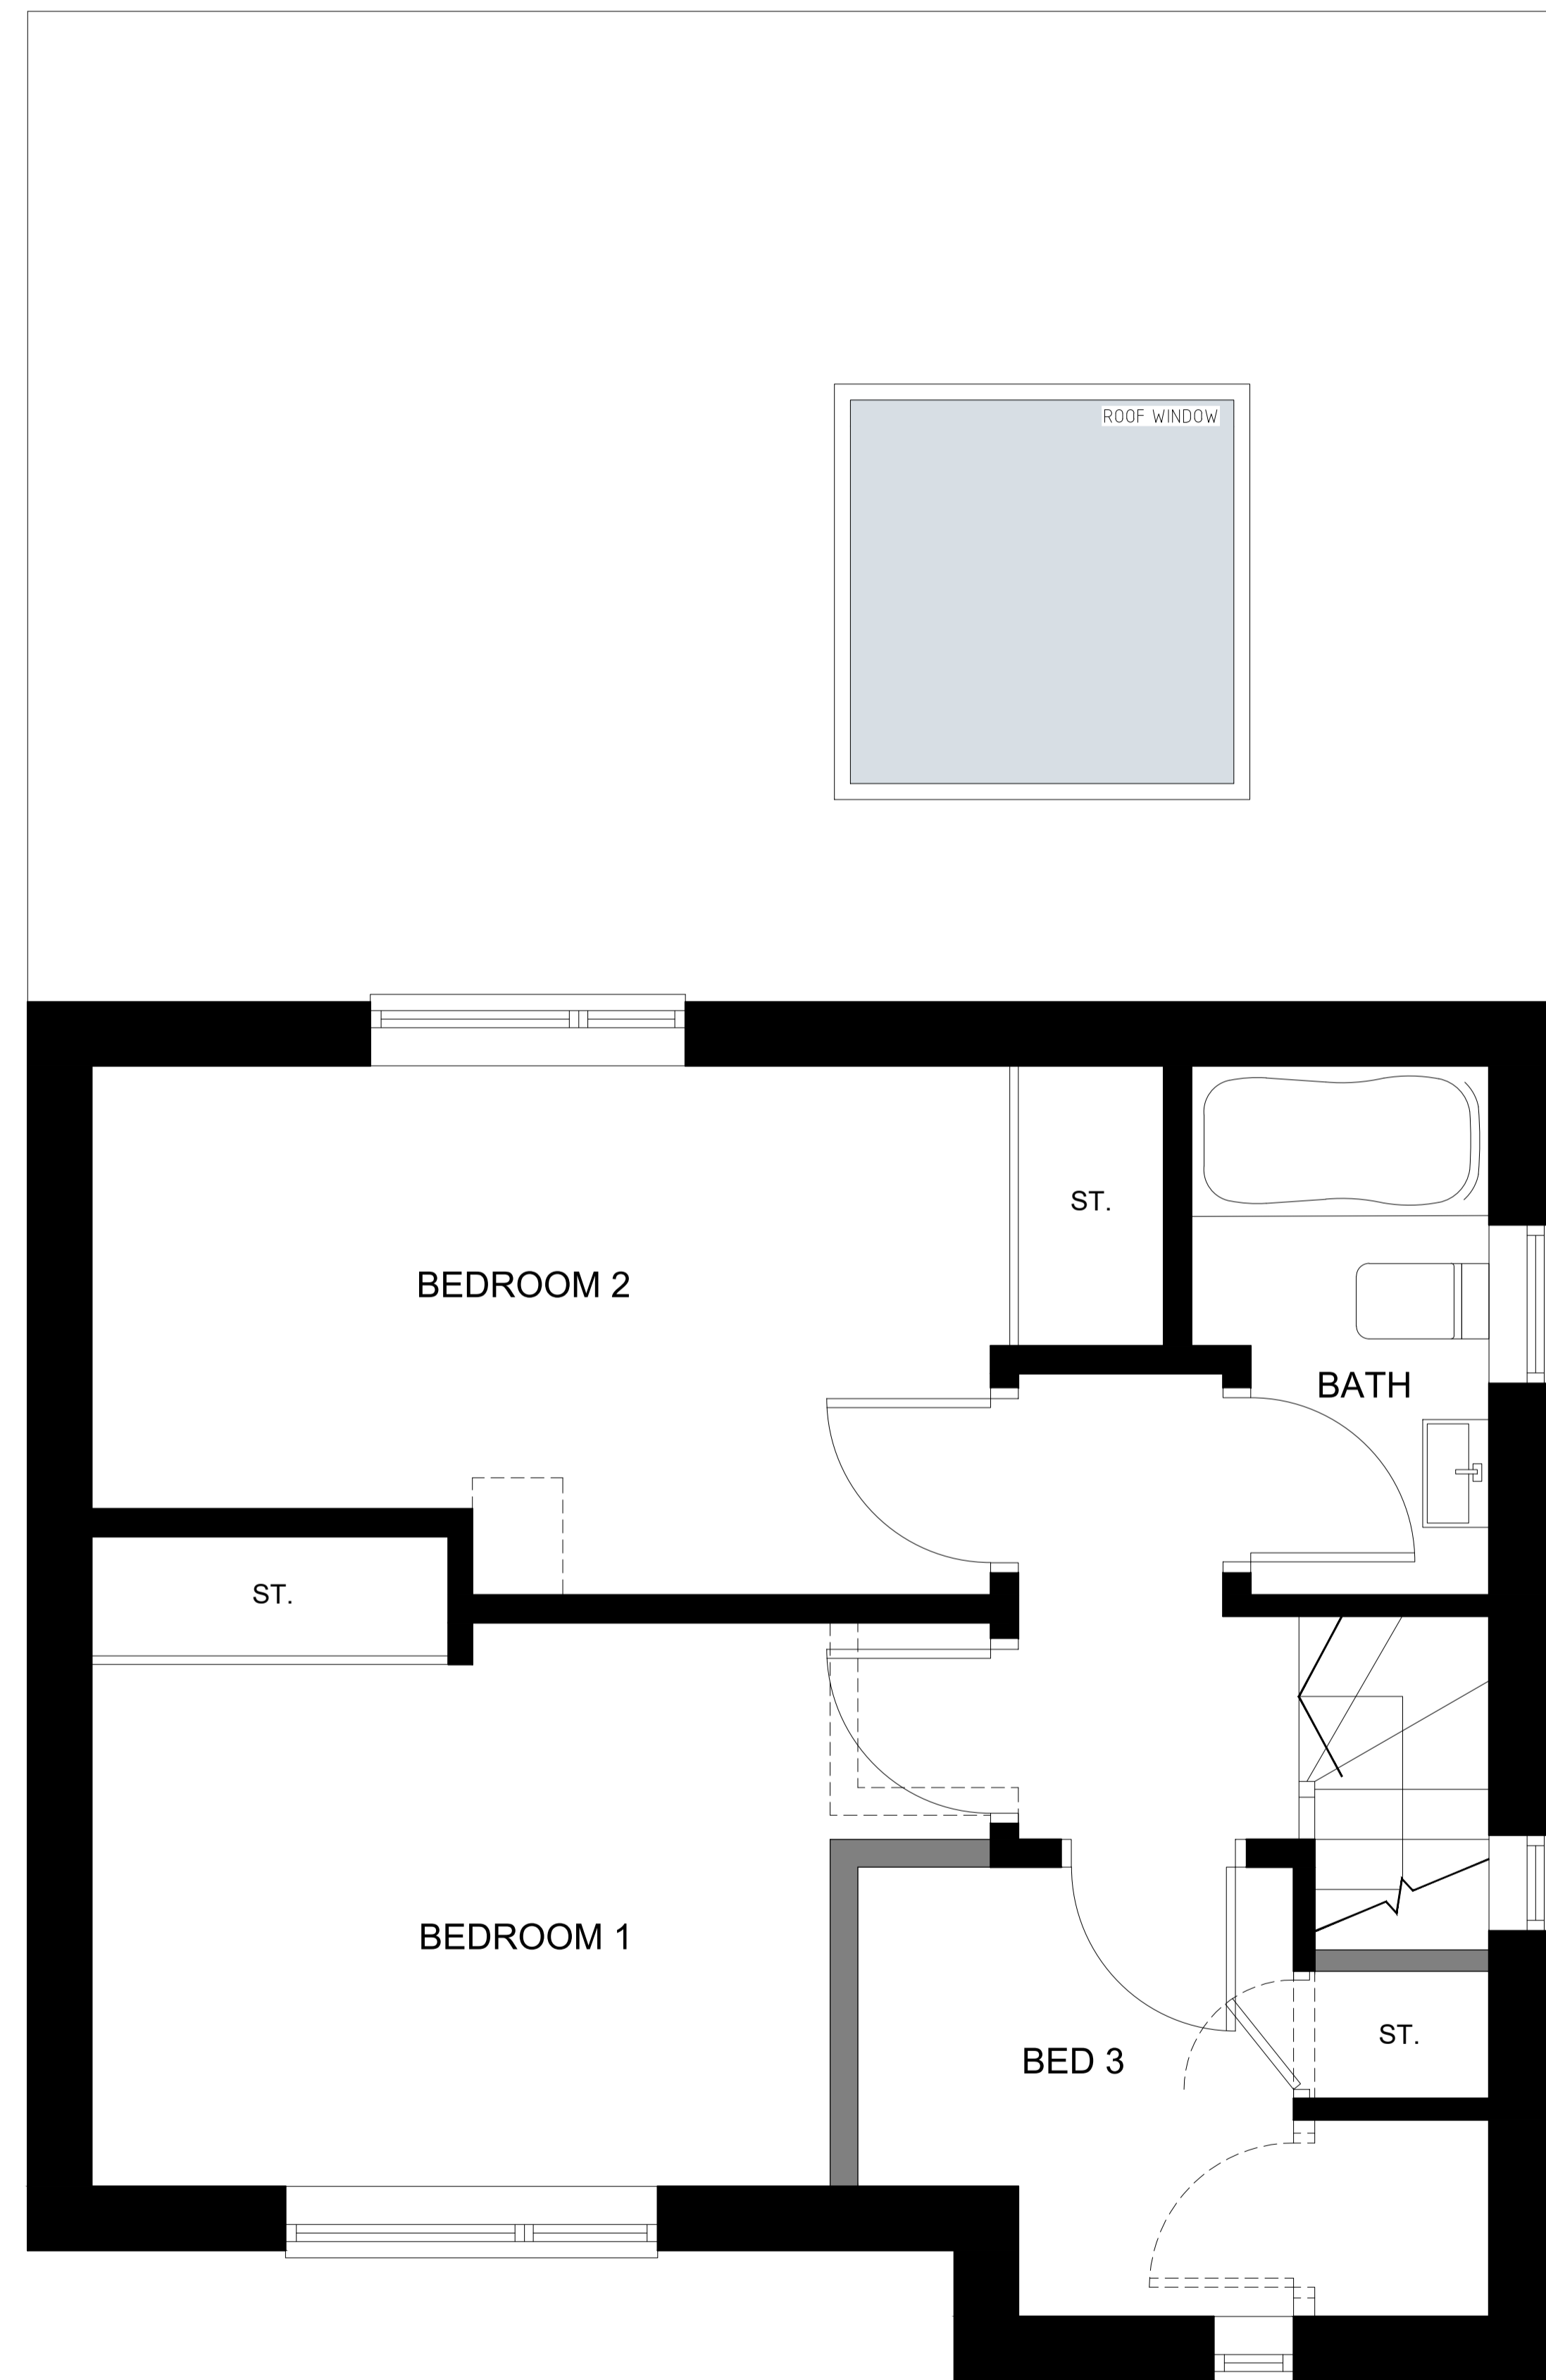 ROOF WINDOW
ST.
BEDROOM 2
BATH
ST.
BEDROOM 1
ST.
BED 3